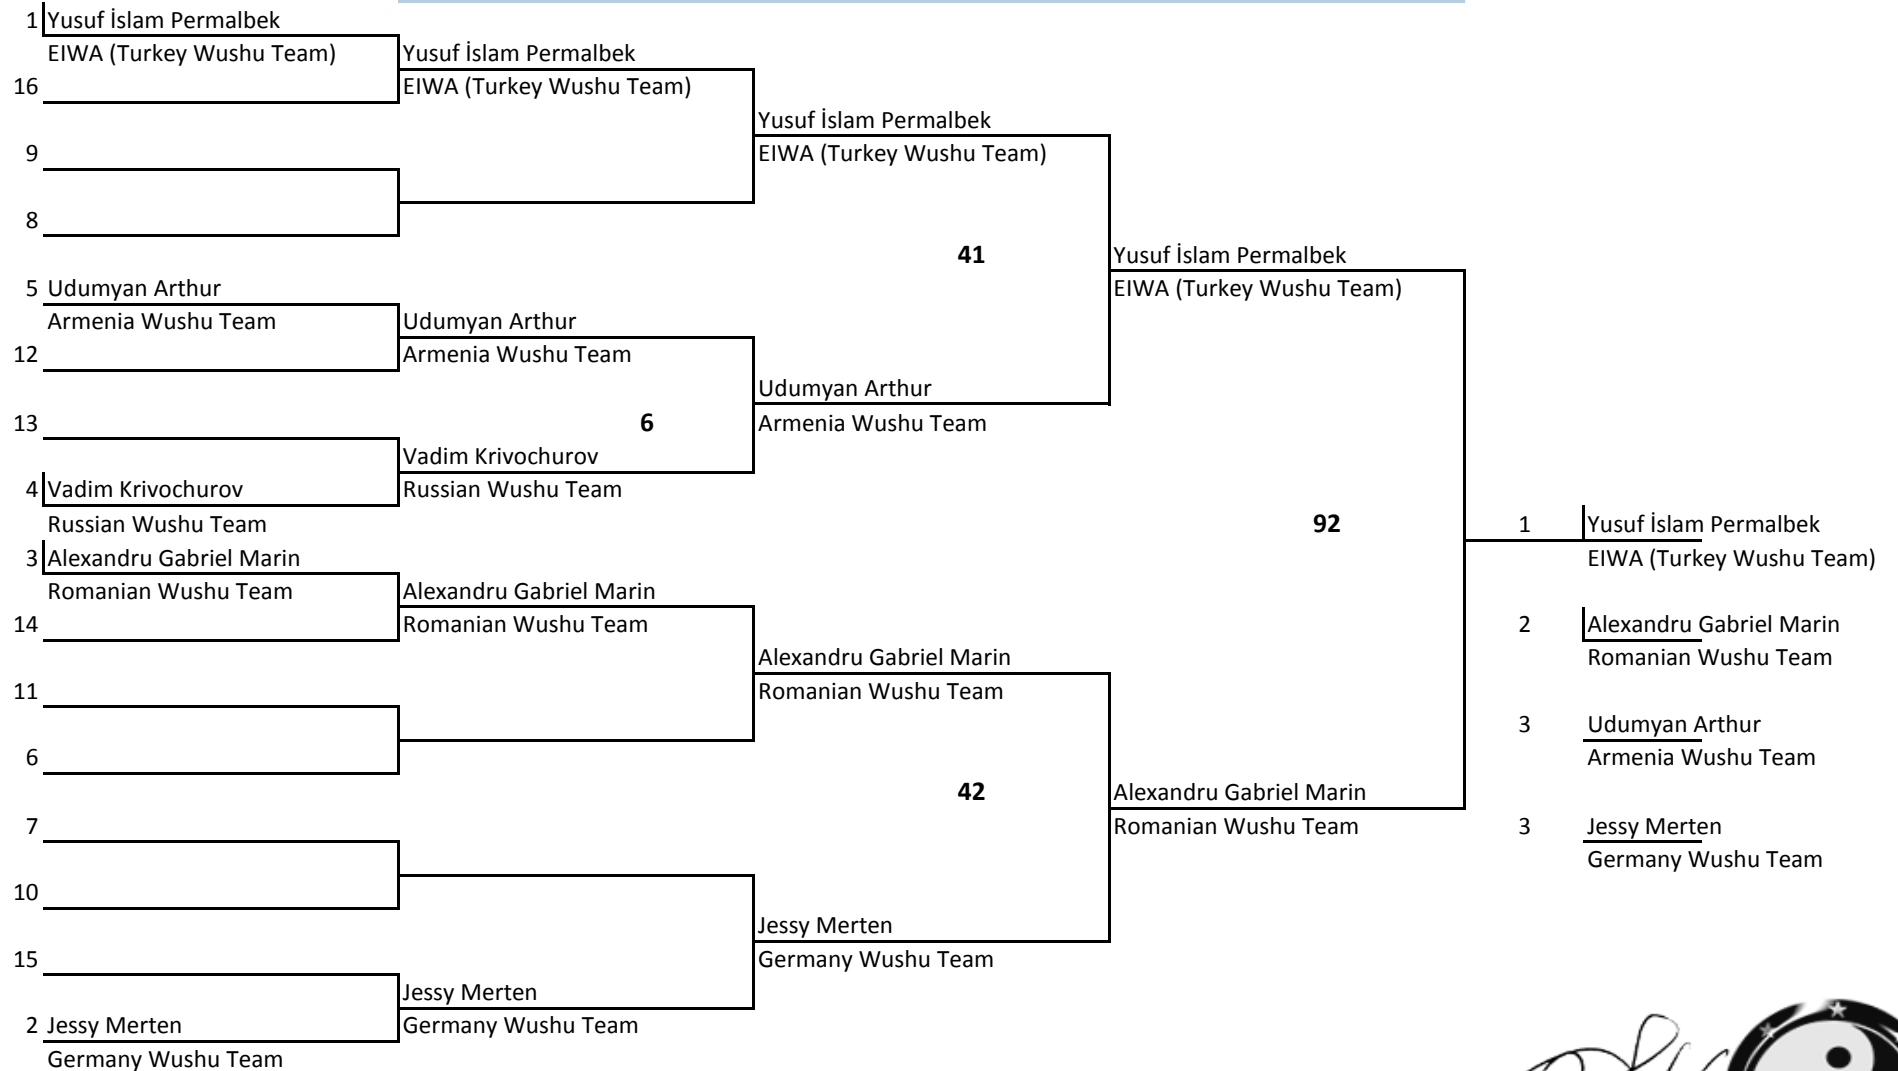 1 Yusuf İslam Permalbek
EIWA (Turkey Wushu Team)
Yusuf İslam Permalbek
16
EIWA (Turkey Wushu Team)
Yusuf İslam Permalbek
9
EIWA (Turkey Wushu Team)
8
41
Yusuf İslam Permalbek
5 Udumyan Arthur
EIWA (Turkey Wushu Team)
Armenia Wushu Team
Udumyan Arthur
12
Armenia Wushu Team
Udumyan Arthur
13
6
Armenia Wushu Team
Vadim Krivochurov
4 Vadim Krivochurov
Russian Wushu Team
Russian Wushu Team
92
1 Yusuf İslam Permalbek
3 Alexandru Gabriel Marin
EIWA (Turkey Wushu Team)
Romanian Wushu Team
Alexandru Gabriel Marin
14
Romanian Wushu Team
2 Alexandru Gabriel Marin
Alexandru Gabriel Marin
Romanian Wushu Team
11
Romanian Wushu Team
3 Udumyan Arthur
6
Armenia Wushu Team
42
Alexandru Gabriel Marin
7
Romanian Wushu Team
3 Jessy Merten
Germany Wushu Team
10
Jessy Merten
15
Germany Wushu Team
Jessy Merten
2 Jessy Merten
Germany Wushu Team
Germany Wushu Team